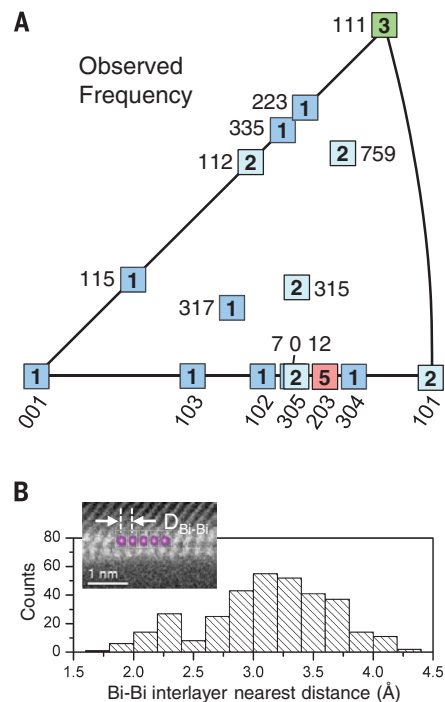 A
Observed
Frequency
111 3
223 1
335 1
112 2
2 759
115 1
317 1
2 315
7 0 12
1 1 1 2 5 1 2
001 103 102 305 203 304 101
B
D Bi-Bi
1 nm
Counts
80
60
40
20
0
1.5 2.0 2.5 3.0 3.5 4.0 4.5
Bi-Bi interlayer nearest distance (Å)